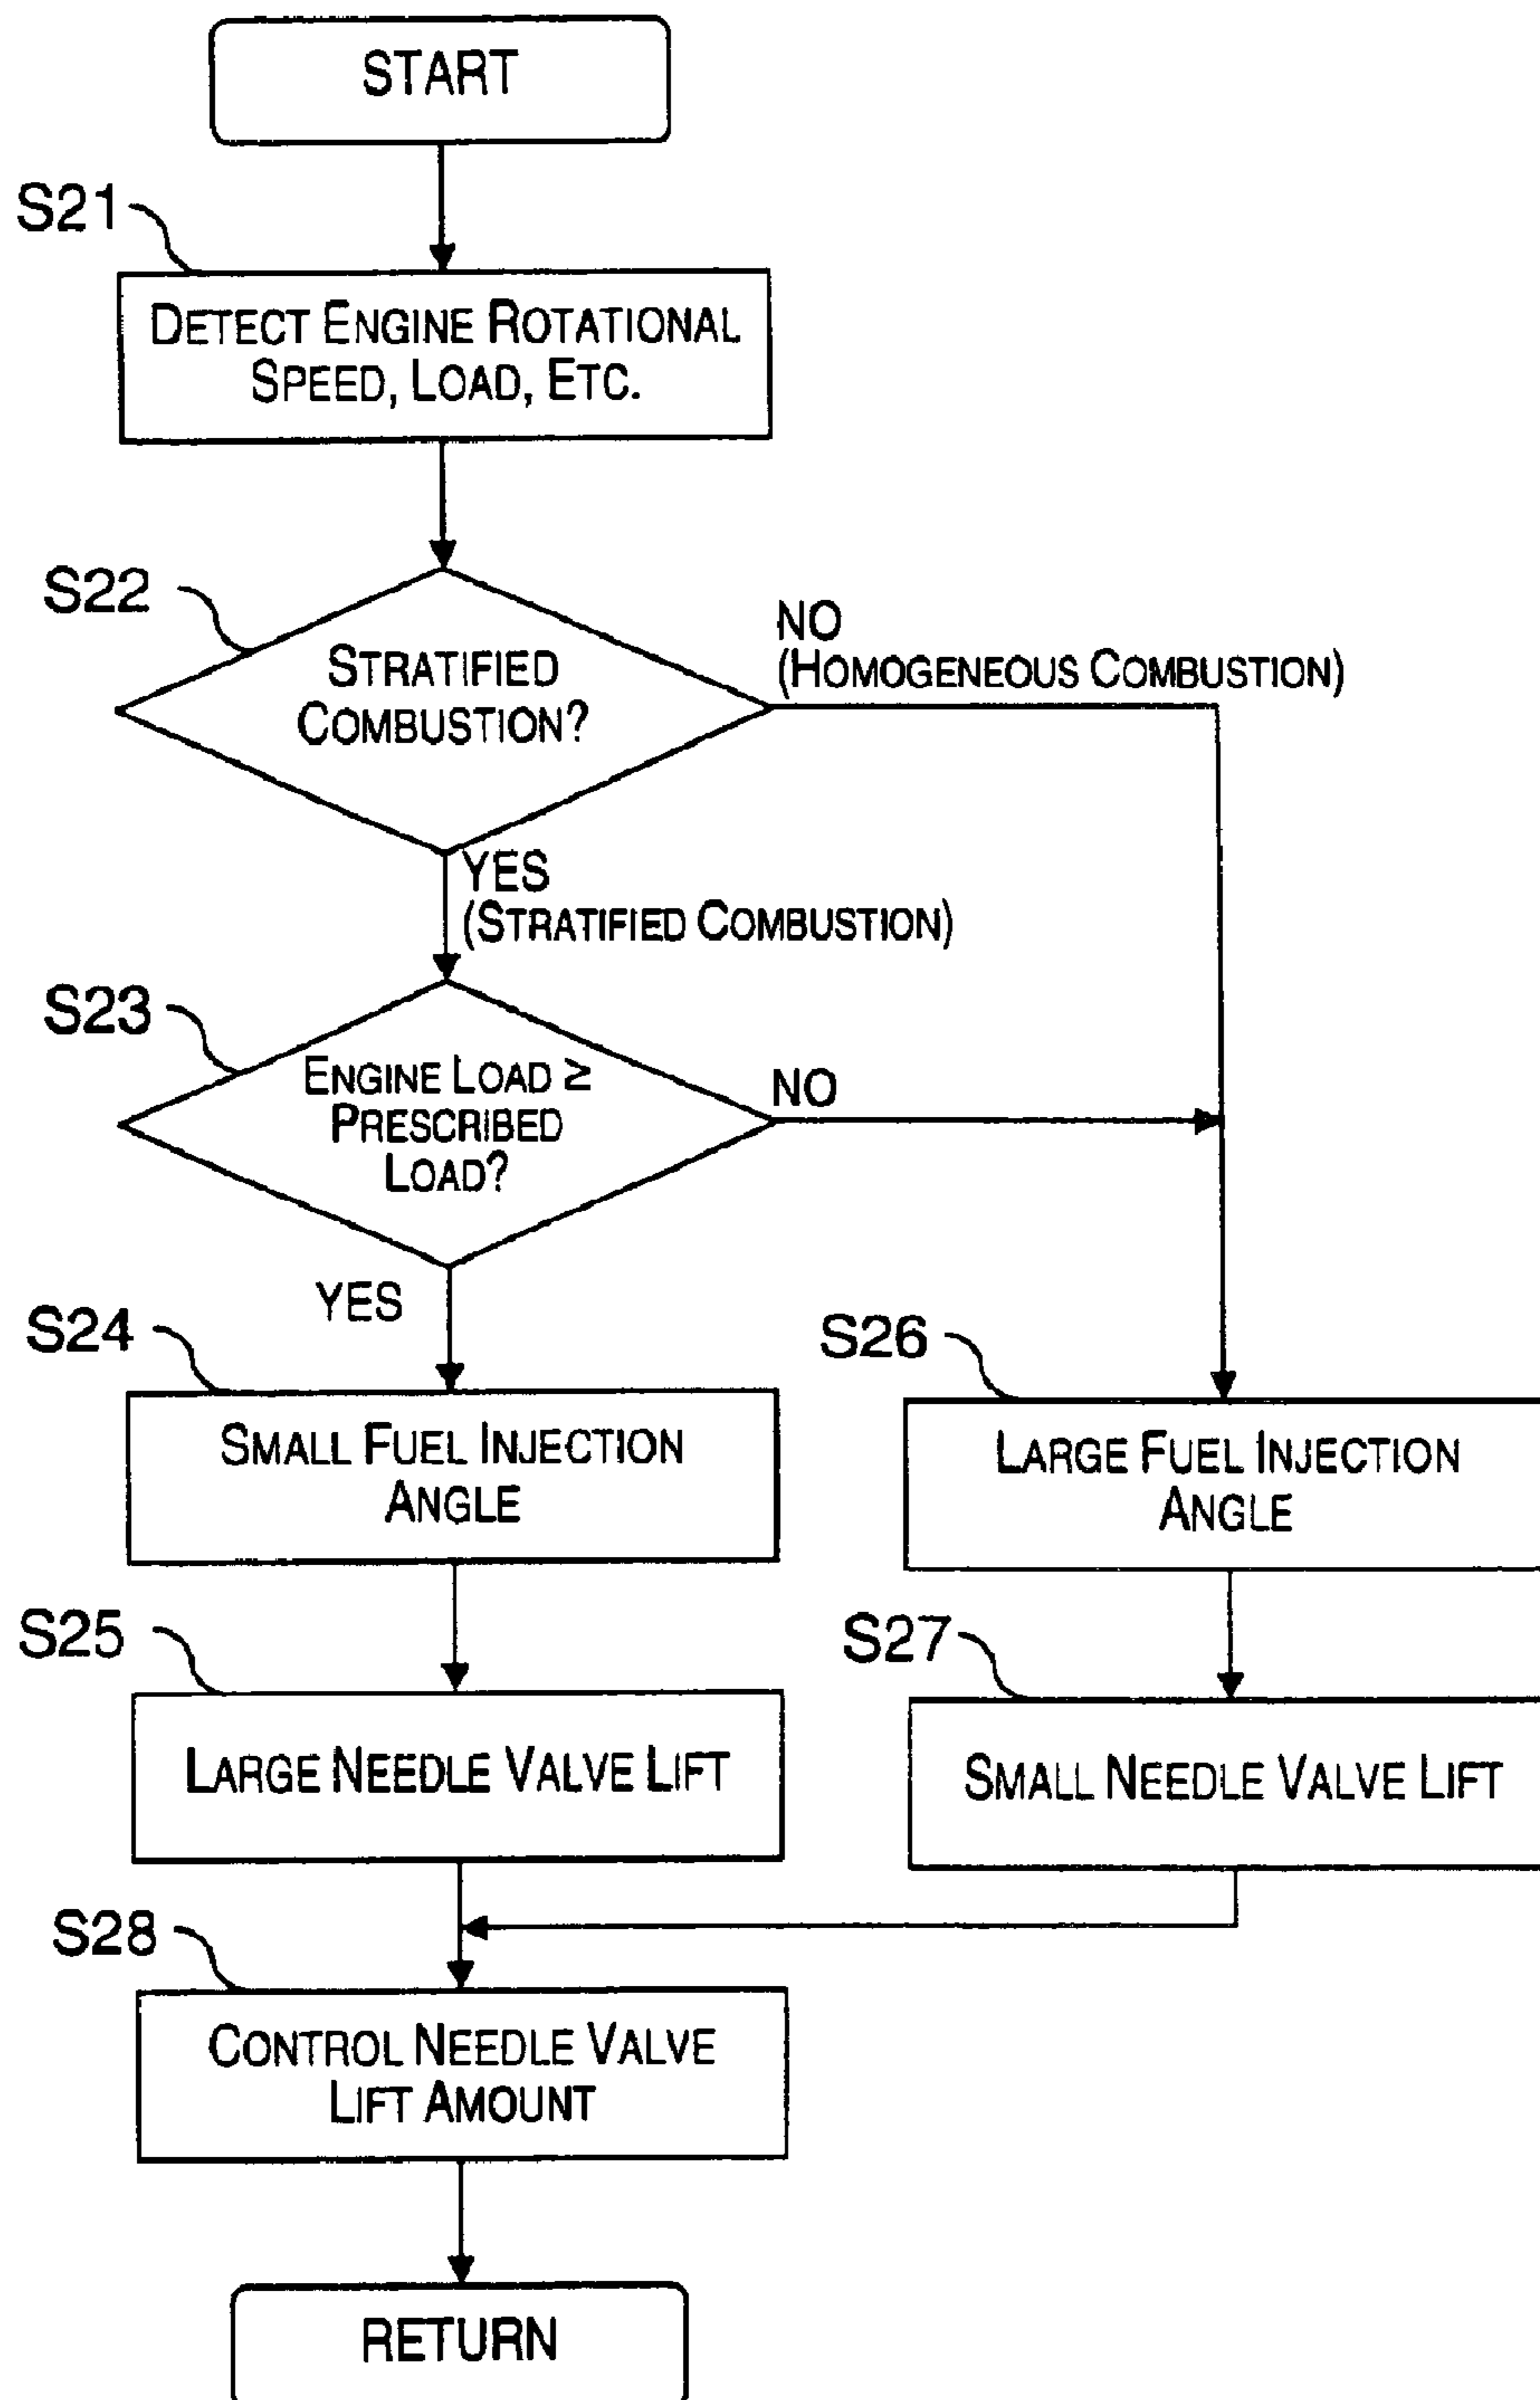 START
S21
DETECT ENGINE ROTATIONAL
SPEED, LOAD, ETC.
S22
STRATIFIED
COMBUSTION?
NO
(HOMOGENEOUS COMBUSTION)
YES
(STRATIFIED COMBUSTION)
S23
ENGINE LOAD ≥
PRESCRIBED
LOAD?
NO
YES
S24
SMALL FUEL INJECTION
ANGLE
S26
LARGE FUEL INJECTION
ANGLE
S25
LARGE NEEDLE VALVE LIFT
S27
SMALL NEEDLE VALVE LIFT
S28
CONTROL NEEDLE VALVE
LIFT AMOUNT
RETURN